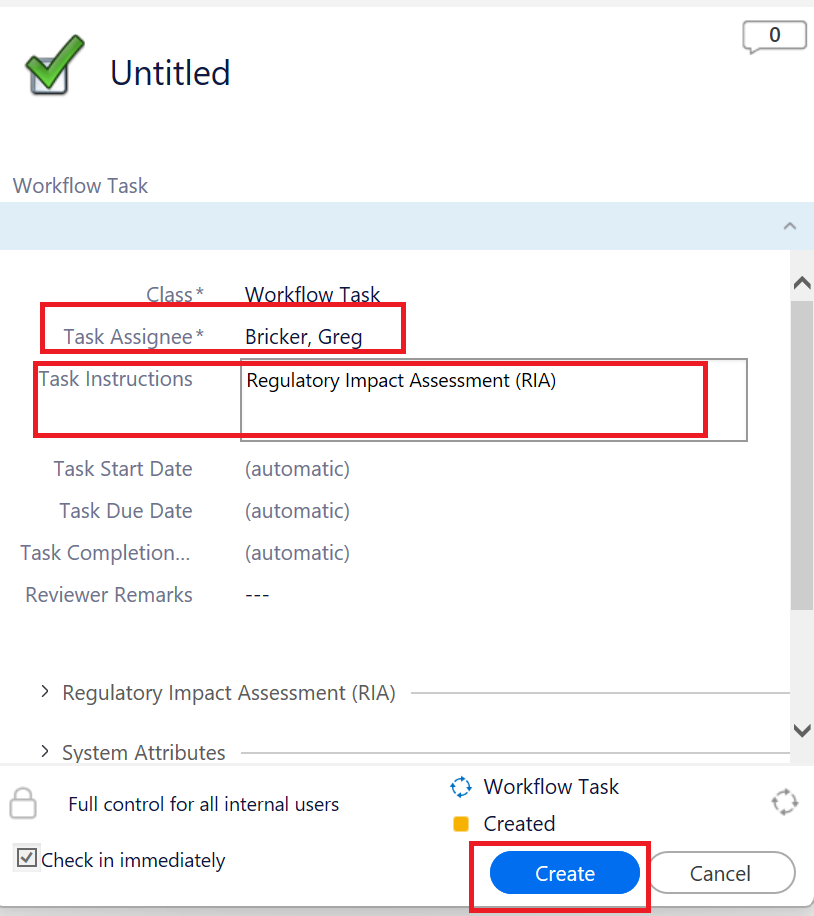 0
Untitled
Workflow Task
Class* Workflow Task
Task Assignee* Bricker, Greg
Task Instructions Regulatory Impact Assessment (RIA)
Task Start Date (automatic)
Task Due Date (automatic)
Task Completion... (automatic)
Reviewer Remarks ---
Regulatory Impact Assessment (RIA)
System Attributes
Full control for all internal users
Workflow Task
Created
Check in immediately
Create Cancel